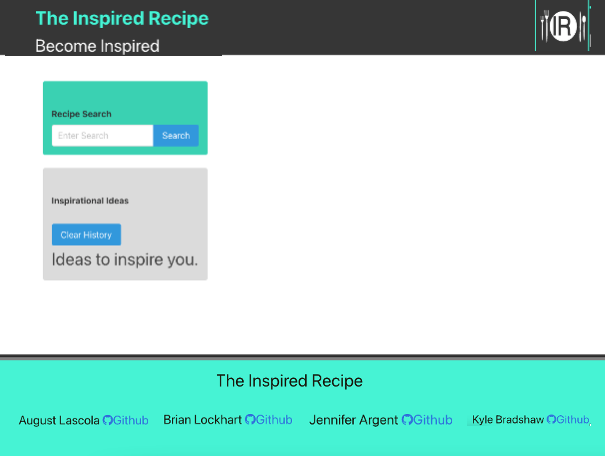 The Inspired Recipe
Become Inspired
IR
Recipe Search
Enter Search Search
Inspirational Ideas
Clear History
Ideas to inspire you.
The Inspired Recipe
August Lascola Github Brian Lockhart Github Jennifer Argent Github Kyle Bradshaw Github